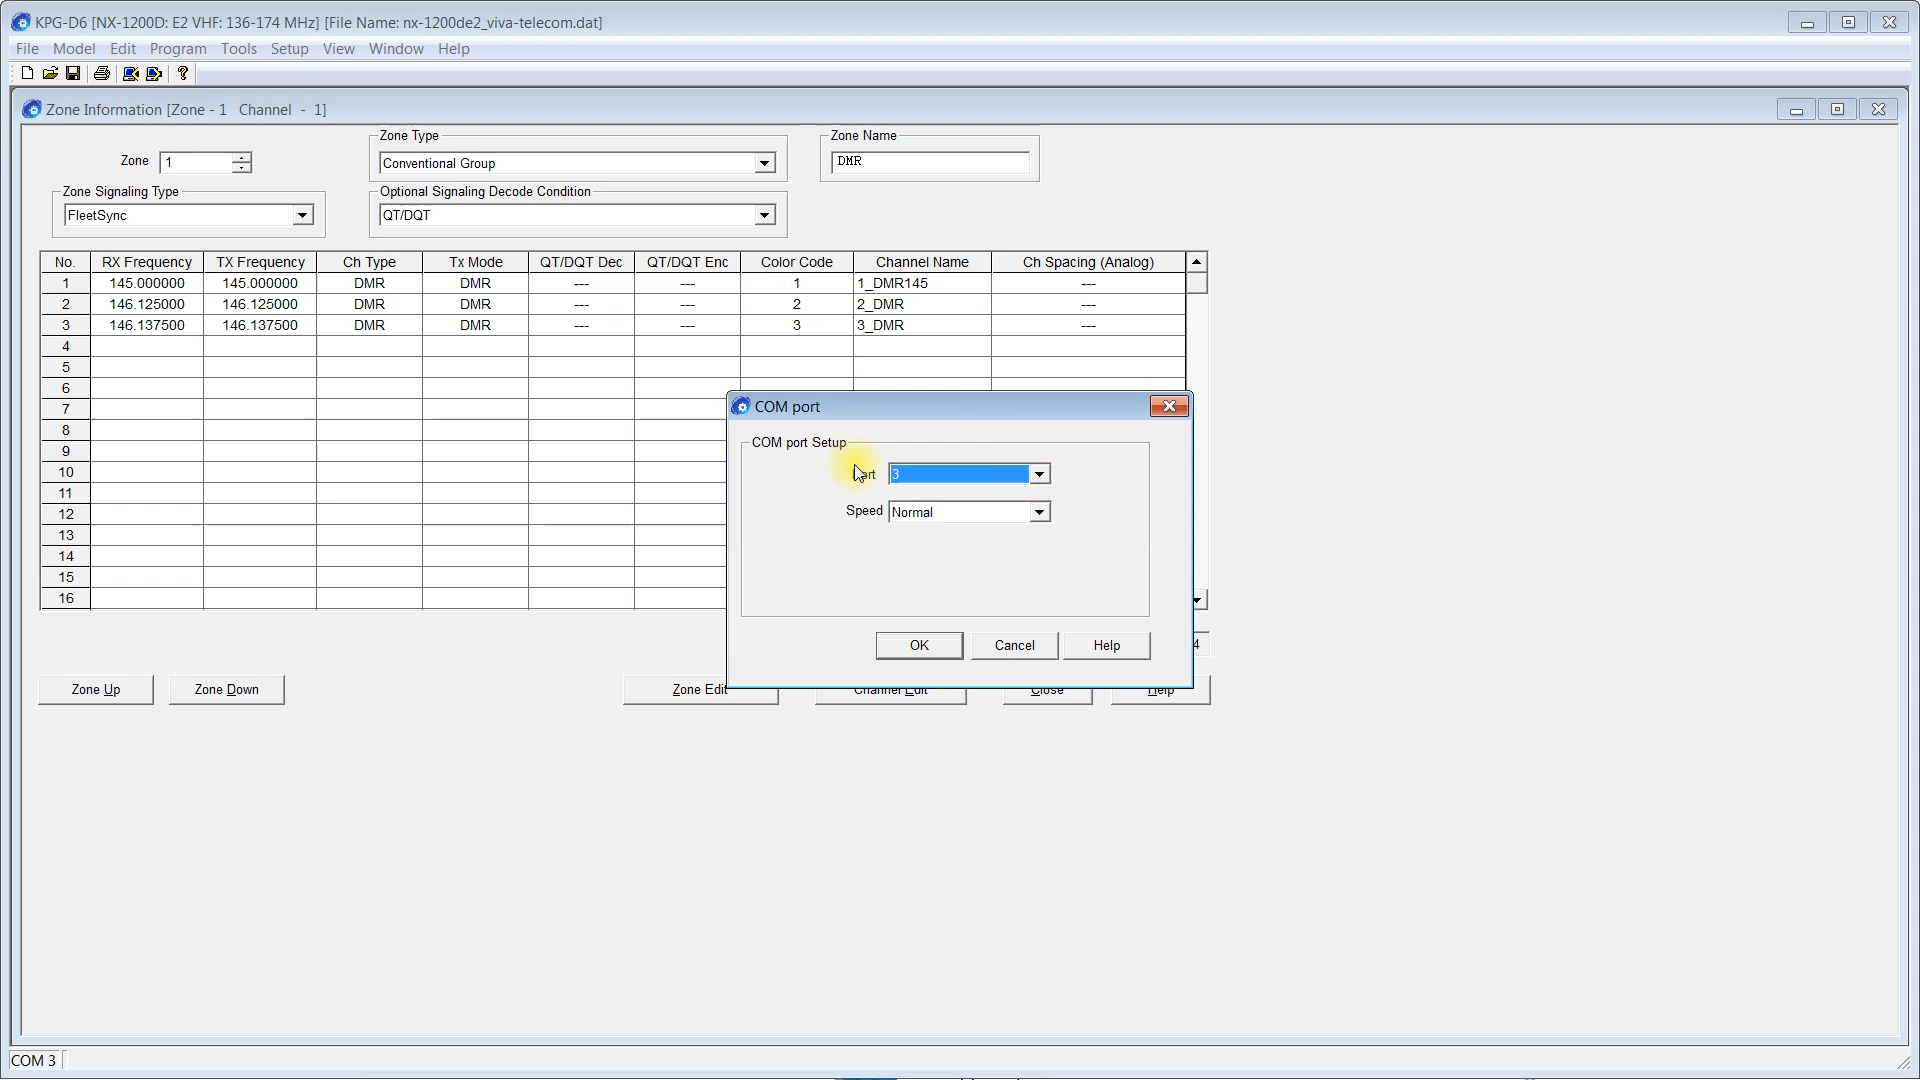 KPG-D6 [NX-1200D: E2 VHF: 136-174 MHz] [File Name: nx-1200de2_viva-telecom.dat]
File Model Edit Program Tools Setup View Window Help
Zone Information [Zone - 1 Channel - 1]
Zone 1
Zone Type
Conventional Group
Zone Name
DMR
Zone Signaling Type
FleetSync
Optional Signaling Decode Condition
QT/DQT
No. RX Frequency TX Frequency Ch Type Tx Mode QT/DQT Dec QT/DQT Enc Color Code Channel Name Ch Spacing (Analog)
1 145.000000 145.000000 DMR DMR --- --- 1 1_DMR145 ---
2 146.125000 146.125000 DMR DMR --- --- 2 2_DMR ---
3 146.137500 146.137500 DMR DMR --- --- 3 3_DMR ---
4
5
6
7
8
9
10
11
12
13
14
15
16
COM port
COM port Setup
Port 3
Speed Normal
OK Cancel Help
4
Zone Up Zone Down Zone Edit Channel Edit Close Help
COM 3